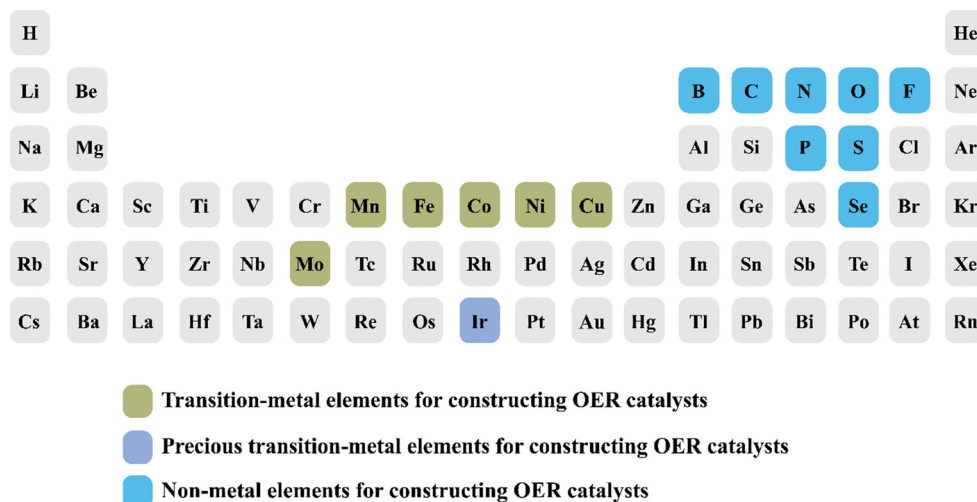 H He
Li Be B C N O F Ne
Na Mg Al Si P S Cl Ar
K Ca Sc Ti V Cr Mn Fe Co Ni Cu Zn Ga Ge As Se Br Kr
Rb Sr Y Zr Nb Mo Tc Ru Rh Pd Ag Cd In Sn Sb Te I Xe
Cs Ba La Hf Ta W Re Os Ir Pt Au Hg Tl Pb Bi Po At Rn
Transition-metal elements for constructing OER catalysts
Precious transition-metal elements for constructing OER catalysts
Non-metal elements for constructing OER catalysts